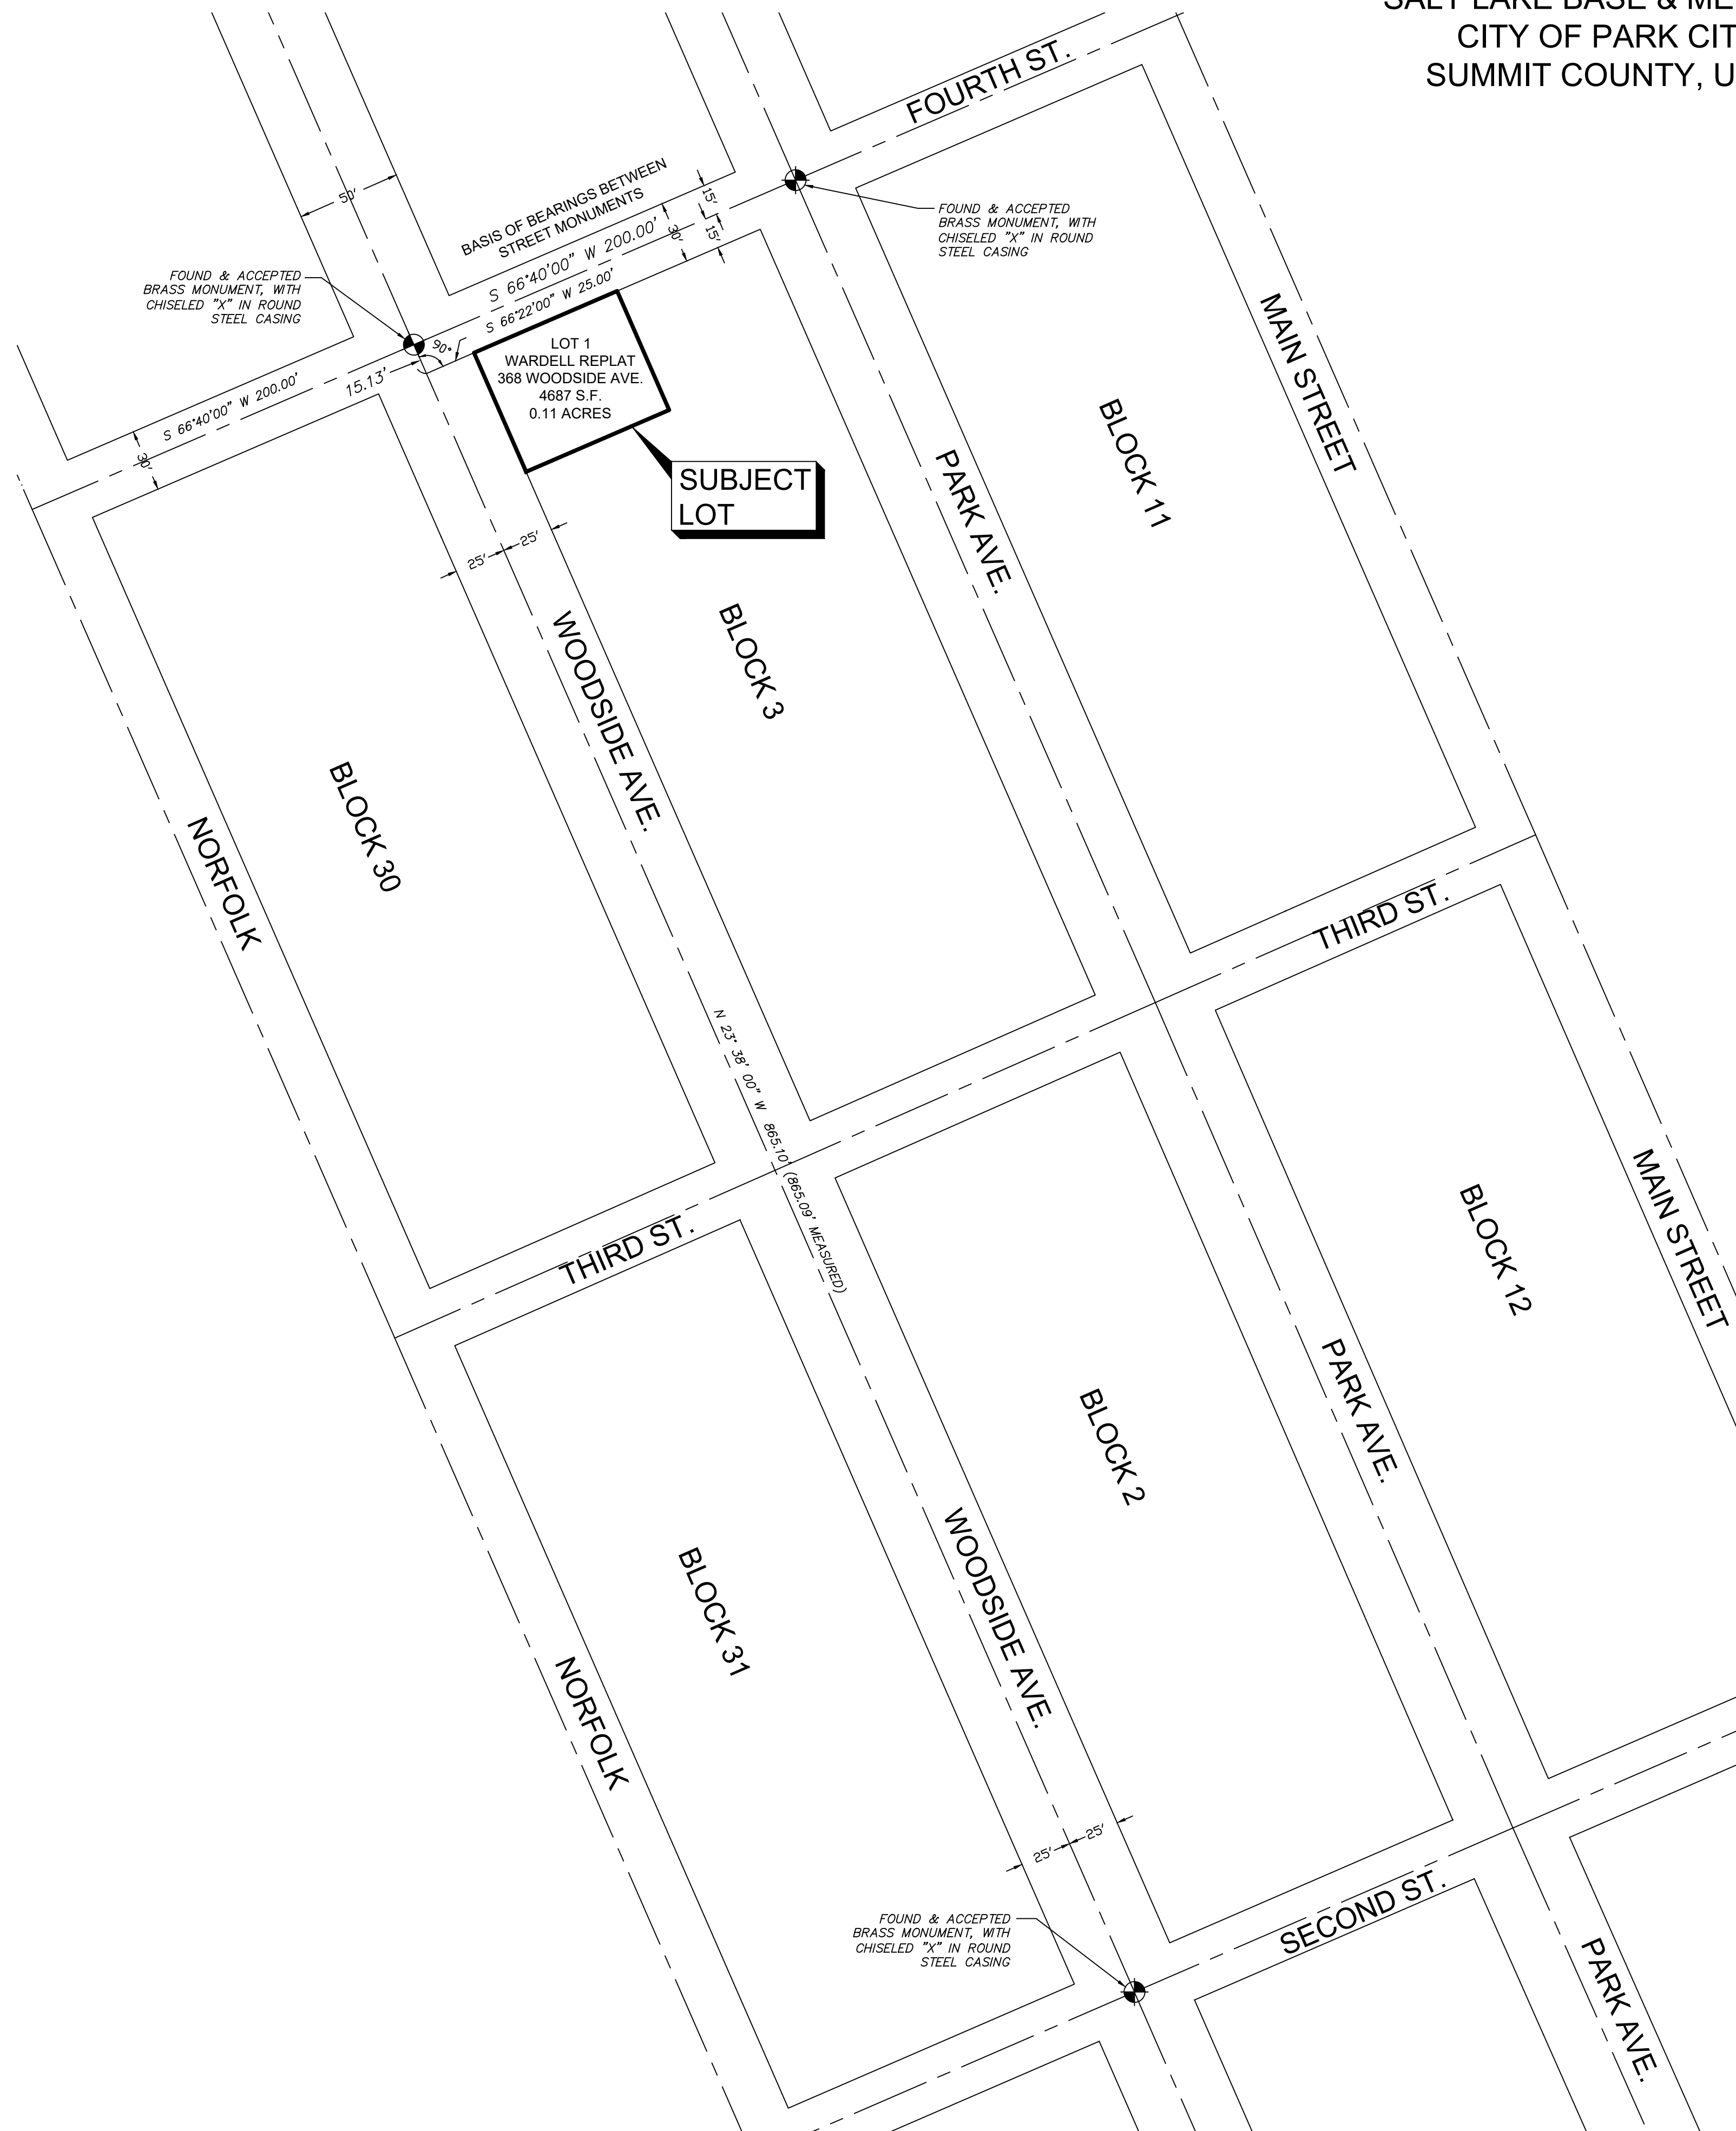 SALT LAKE BASE & ME
CITY OF PARK CIT
SUMMIT COUNTY, U
FOURTH ST.
BASIS OF BEARINGS BETWEEN
STREET MONUMENTS
S 66°40'00" W 200.00'
S 66°22'00" W 25.00'
50'
15'
15'
30'
FOUND & ACCEPTED
BRASS MONUMENT, WITH
CHISELED "X" IN ROUND
STEEL CASING
FOUND & ACCEPTED
BRASS MONUMENT, WITH
CHISELED "X" IN ROUND
STEEL CASING
90°
15.13'
S 66°40'00" W 200.00'
30'
LOT 1
WARDELL REPLAT
368 WOODSIDE AVE.
4687 S.F.
0.11 ACRES
SUBJECT
LOT
MAIN STREET
BLOCK 11
PARK AVE.
25'
25'
WOODSIDE AVE.
BLOCK 3
BLOCK 30
NORFOLK
THIRD ST.
N 23° 38' 00" W 865.10' (865.09' MEASURED)
THIRD ST.
MAIN STREET
BLOCK 12
PARK AVE.
BLOCK 2
WOODSIDE AVE.
BLOCK 31
NORFOLK
25'
25'
SECOND ST.
FOUND & ACCEPTED
BRASS MONUMENT, WITH
CHISELED "X" IN ROUND
STEEL CASING
PARK AVE.